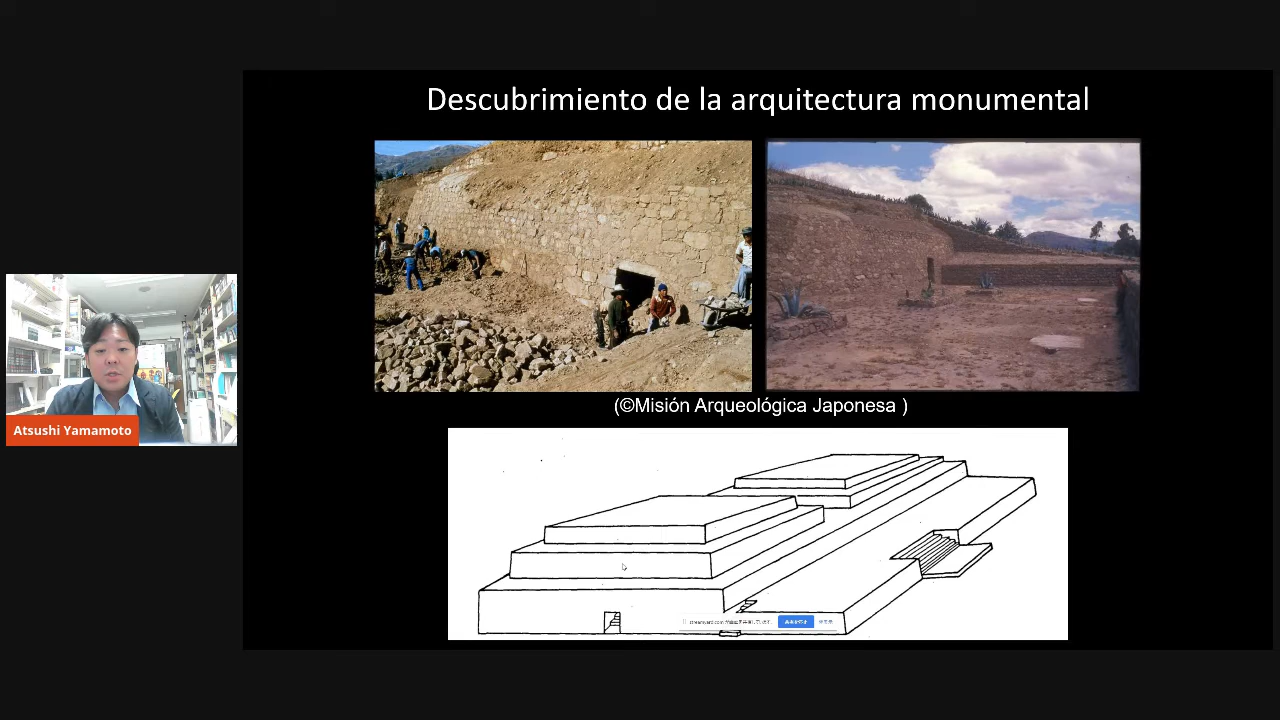 Descubrimiento de la arquitectura monumental
(©Misión Arqueológica Japonesa )
Atsushi Yamamoto